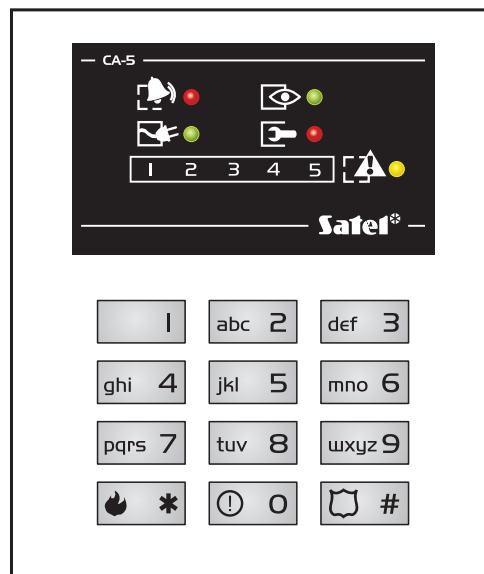 CA-5
1 2 3 4 5
Satel
1 abc 2 def 3
ghi 4 jkl 5 mno 6
pqrs 7 tuv 8 wxyz 9
* 0 #